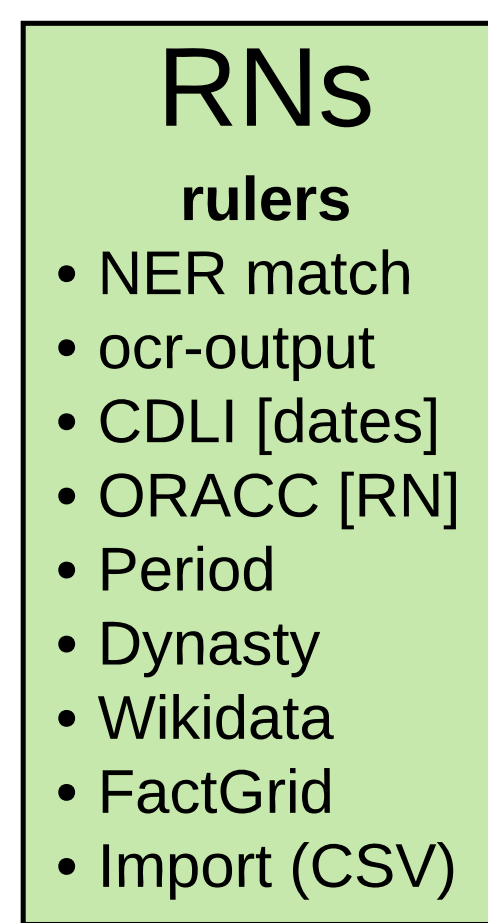 RNs
rulers
• NER match
• ocr-output
• CDLI [dates]
• ORACC [RN]
• Period
• Dynasty
• Wikidata
• FactGrid
• Import (CSV)